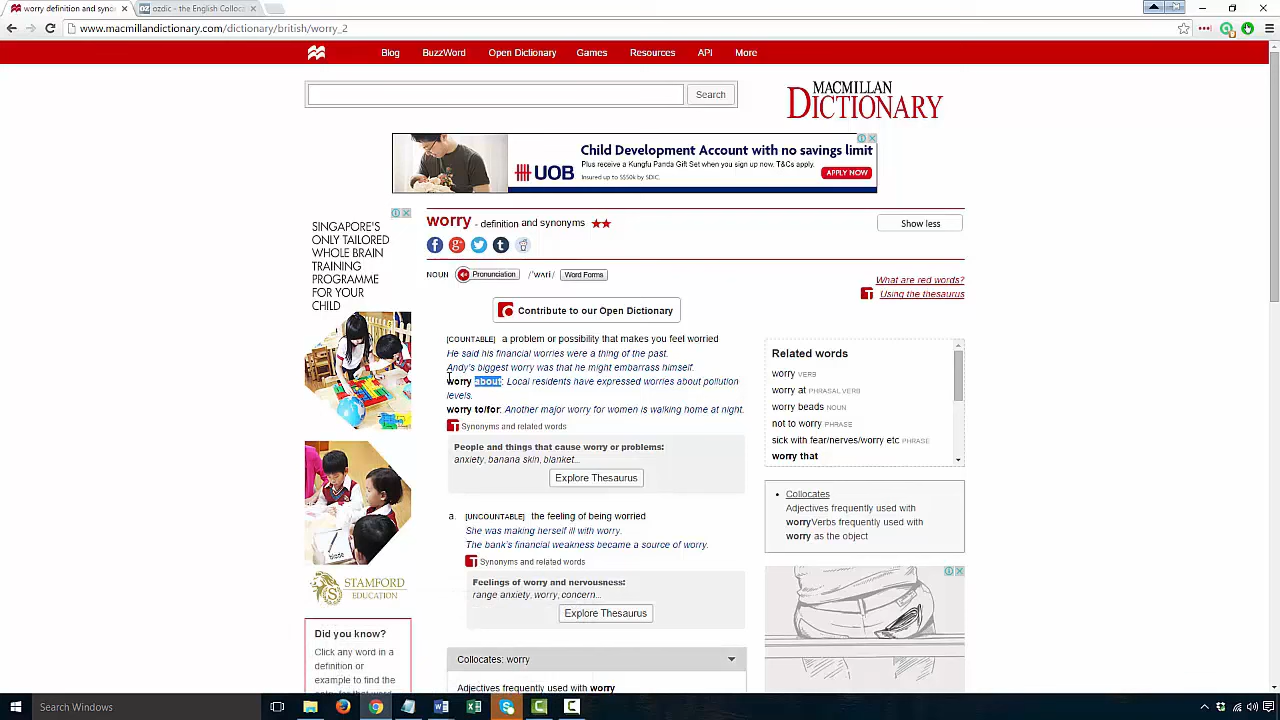 worry definition and syno
ozdic - the English Colloc
www.macmillandictionary.com/dictionary/british/worry_2
Blog BuzzWord Open Dictionary Games Resources API More
Search
MACMILLAN
DICTIONARY
Child Development Account with no savings limit
Plus receive a Kungfu Panda Gift Set when you sign up now. T&Cs apply.
UOB
Insured up to S$50k by SDIC.
APPLY NOW
SINGAPORE'S
ONLY TAILORED
WHOLE BRAIN
TRAINING
PROGRAMME
FOR YOUR
CHILD
STAMFORD
EDUCATION
Did you know?
Click any word in a
definition or
example to find the
worry - definition and synonyms ★★
Show less
NOUN Pronunciation /ˈwʌri/ Word Forms
What are red words?
Using the thesaurus
Contribute to our Open Dictionary
[COUNTABLE] a problem or possibility that makes you feel worried
He said his financial worries were a thing of the past.
Andy's biggest worry was that he might embarrass himself.
worry about: Local residents have expressed worries about pollution
levels.
worry to/for: Another major worry for women is walking home at night.
Synonyms and related words
People and things that cause worry or problems:
anxiety, banana skin, blanket...
Explore Thesaurus
a. [UNCOUNTABLE] the feeling of being worried
She was making herself ill with worry.
The bank's financial weakness became a source of worry.
Synonyms and related words
Feelings of worry and nervousness:
range anxiety, worry, concern...
Explore Thesaurus
Collocates: worry
Adjectives frequently used with worry
Related words
worry VERB
worry at PHRASAL VERB
worry beads NOUN
not to worry PHRASE
sick with fear/nerves/worry etc PHRASE
worry that
• Collocates
Adjectives frequently used with
worryVerbs frequently used with
worry as the object
Search Windows